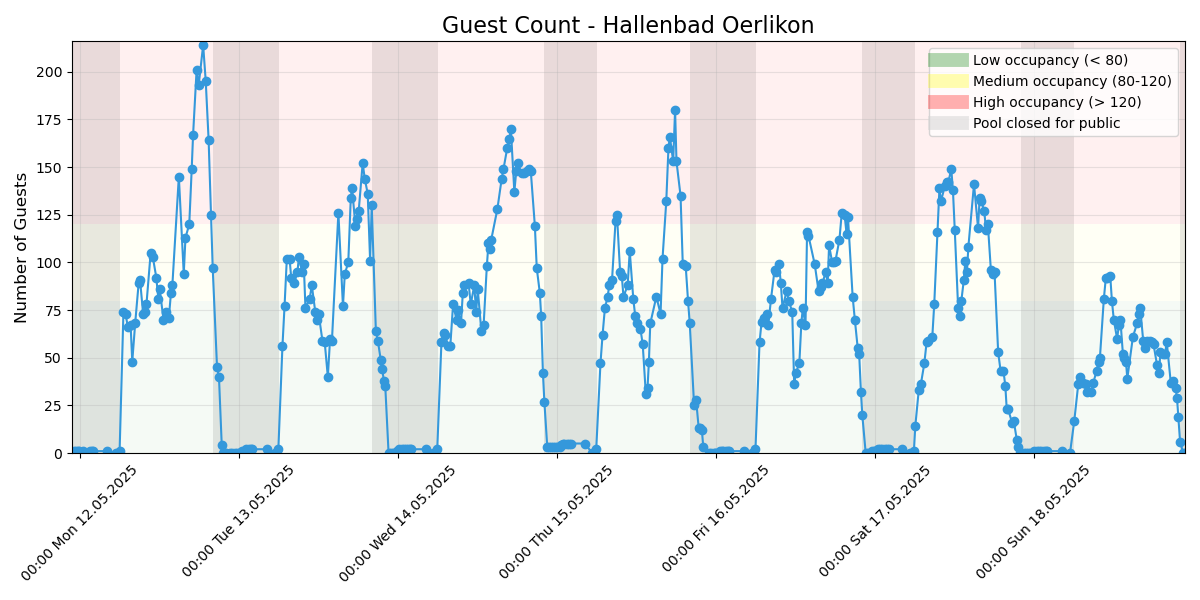 Guest Count - Hallenbad Oerlikon
Number of Guests
200
175
150
125
100
75
50
25
0
Low occupancy (< 80)
Medium occupancy (80-120)
High occupancy (> 120)
Pool closed for public
00:00 Mon 12.05.2025
00:00 Tue 13.05.2025
00:00 Wed 14.05.2025
00:00 Thu 15.05.2025
00:00 Fri 16.05.2025
00:00 Sat 17.05.2025
00:00 Sun 18.05.2025